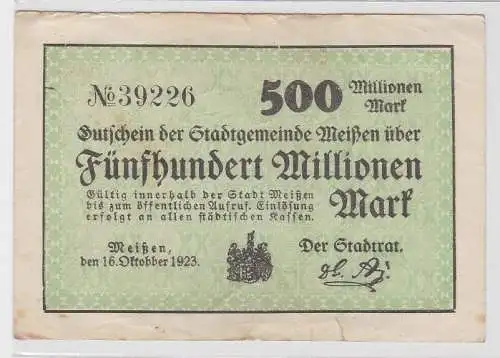 №39226 500 Millionen
Mark
Gutschein der Stadtgemeinde Meißen über
Fünfhundert Millionen
Gültig innerhalb der Stadt Meißen
bis zum öffentlichen Aufruf. Einlösung
erfolgt an allen städtischen Kassen.
Mark
Meißen,
den 16. Oktober 1923.
Der Stadtrat.